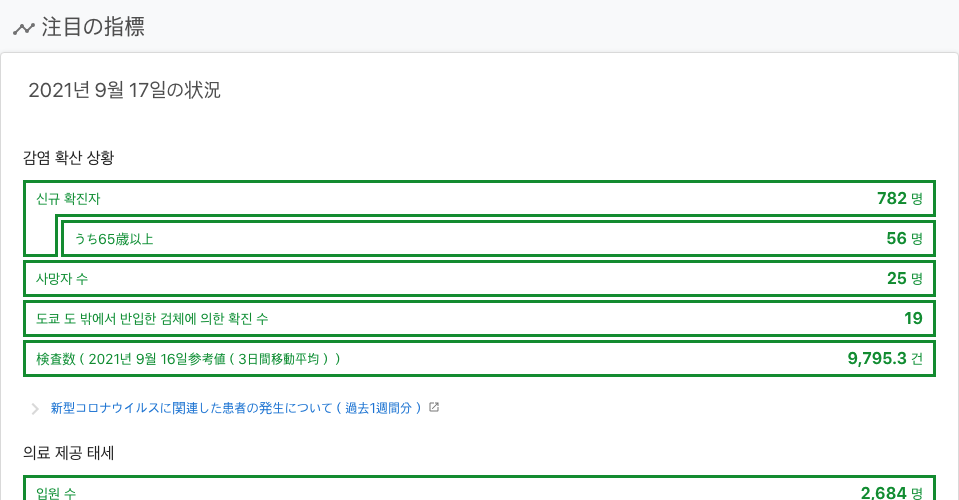 注目の指標
2021년 9월 17일の状況
감염 확산 상황
신규 확진자 782 명
うち65歳以上 56 명
사망자 수 25 명
도쿄 도 밖에서 반입한 검체에 의한 확진 수 19
検査数 ( 2021년 9월 16일参考値 ( 3日間移動平均 ) ) 9,795.3 건
新型コロナウイルスに関連した患者の発生について ( 過去1週間分 )
의료 제공 태세
입원 수 2,684 명